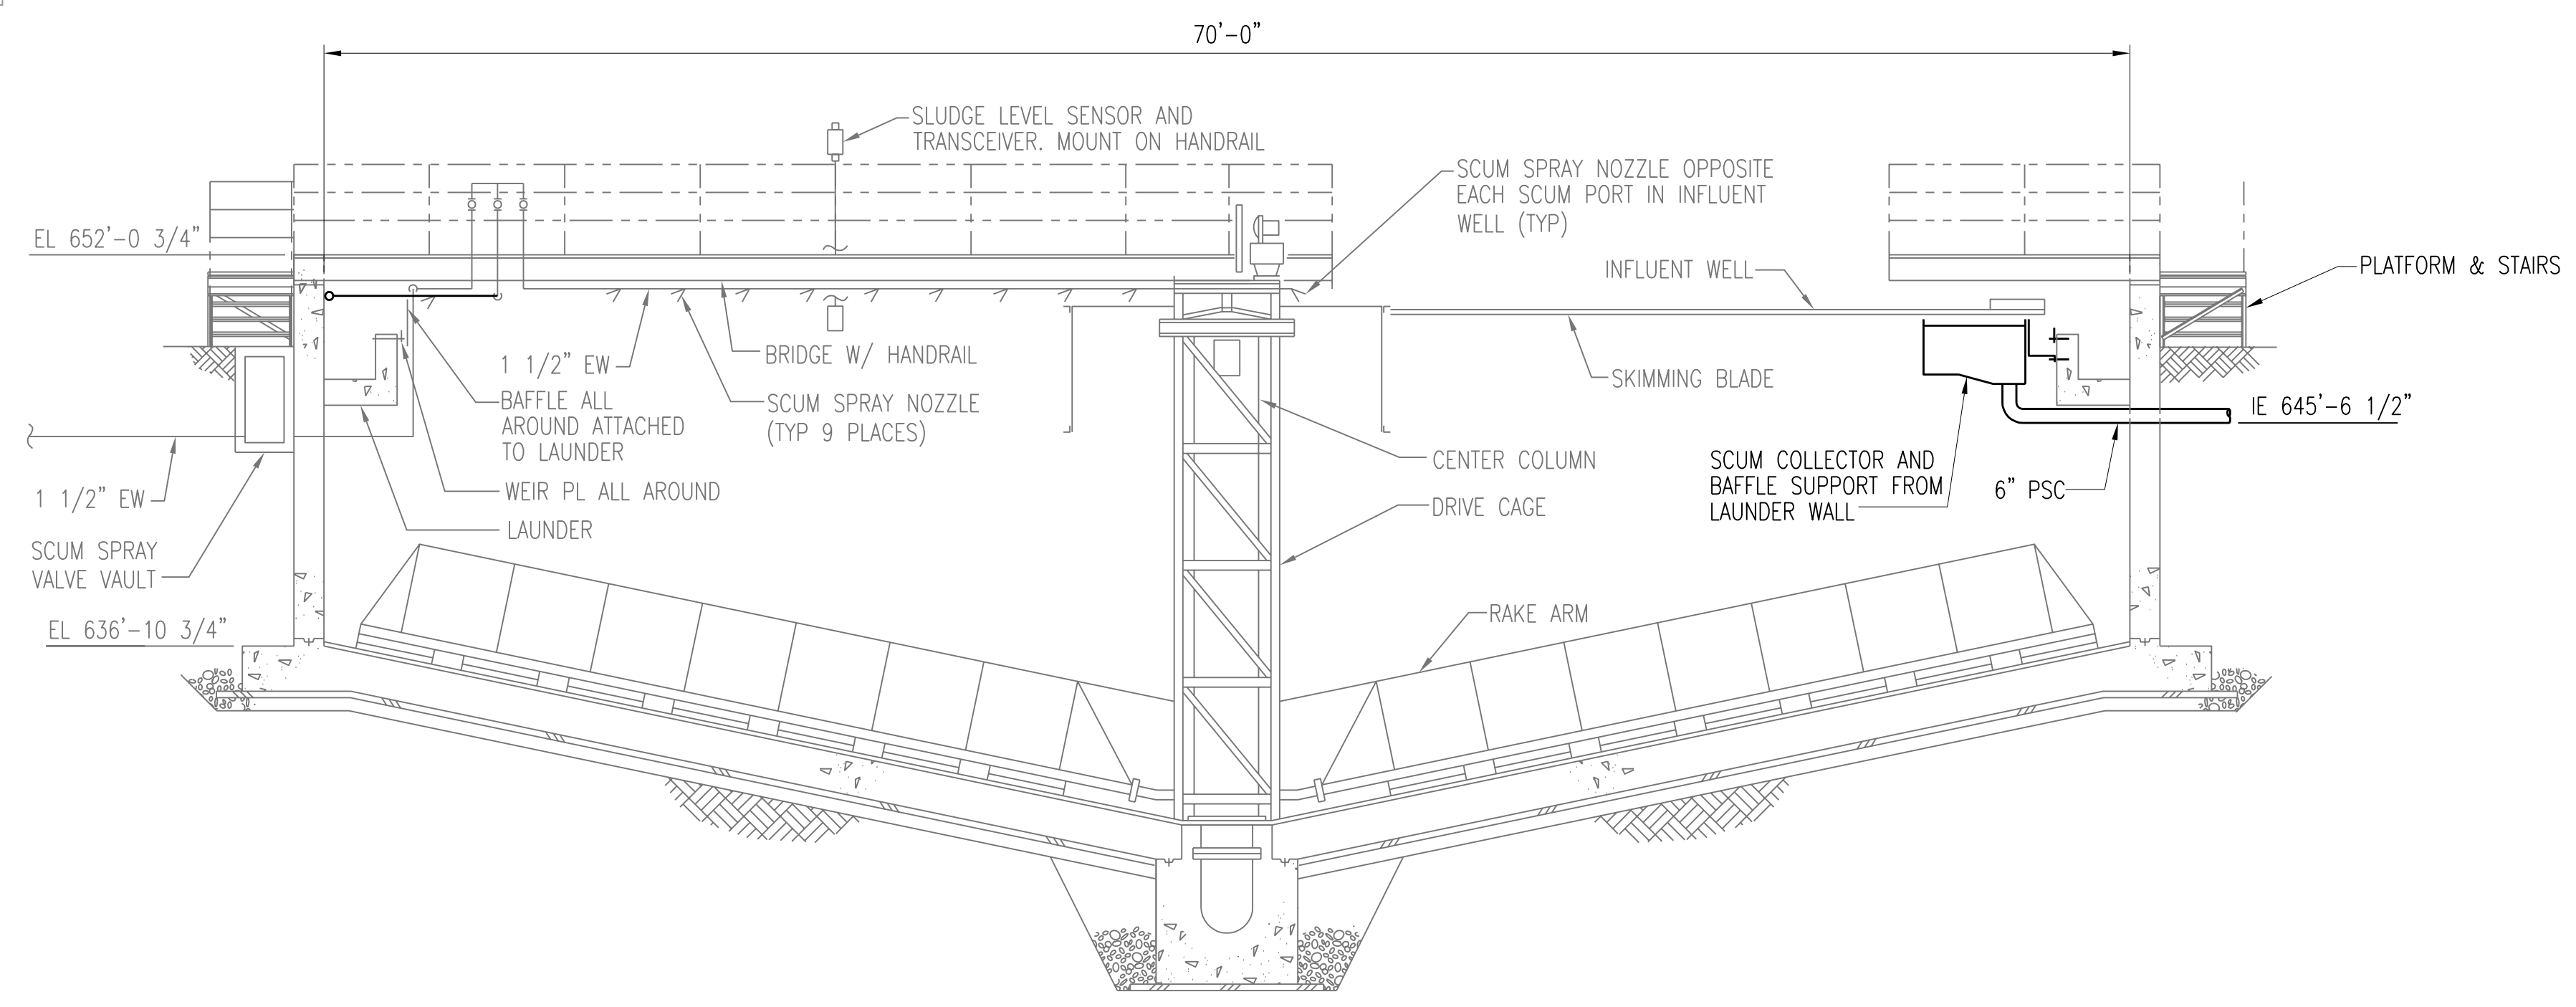 70'-0"
SLUDGE LEVEL SENSOR AND
TRANSCEIVER. MOUNT ON HANDRAIL
SCUM SPRAY NOZZLE OPPOSITE
EACH SCUM PORT IN INFLUENT
WELL (TYP)
EL 652'-0 3/4"
INFLUENT WELL
PLATFORM & STAIRS
1 1/2" EW
BRIDGE W/ HANDRAIL
SKIMMING BLADE
BAFFLE ALL
AROUND ATTACHED
TO LAUNDER
SCUM SPRAY NOZZLE
(TYP 9 PLACES)
IE 645'-6 1/2"
CENTER COLUMN
SCUM COLLECTOR AND
BAFFLE SUPPORT FROM
LAUNDER WALL
6" PSC
WEIR PL ALL AROUND
1 1/2" EW
DRIVE CAGE
LAUNDER
SCUM SPRAY
VALVE VAULT
RAKE ARM
EL 636'-10 3/4"